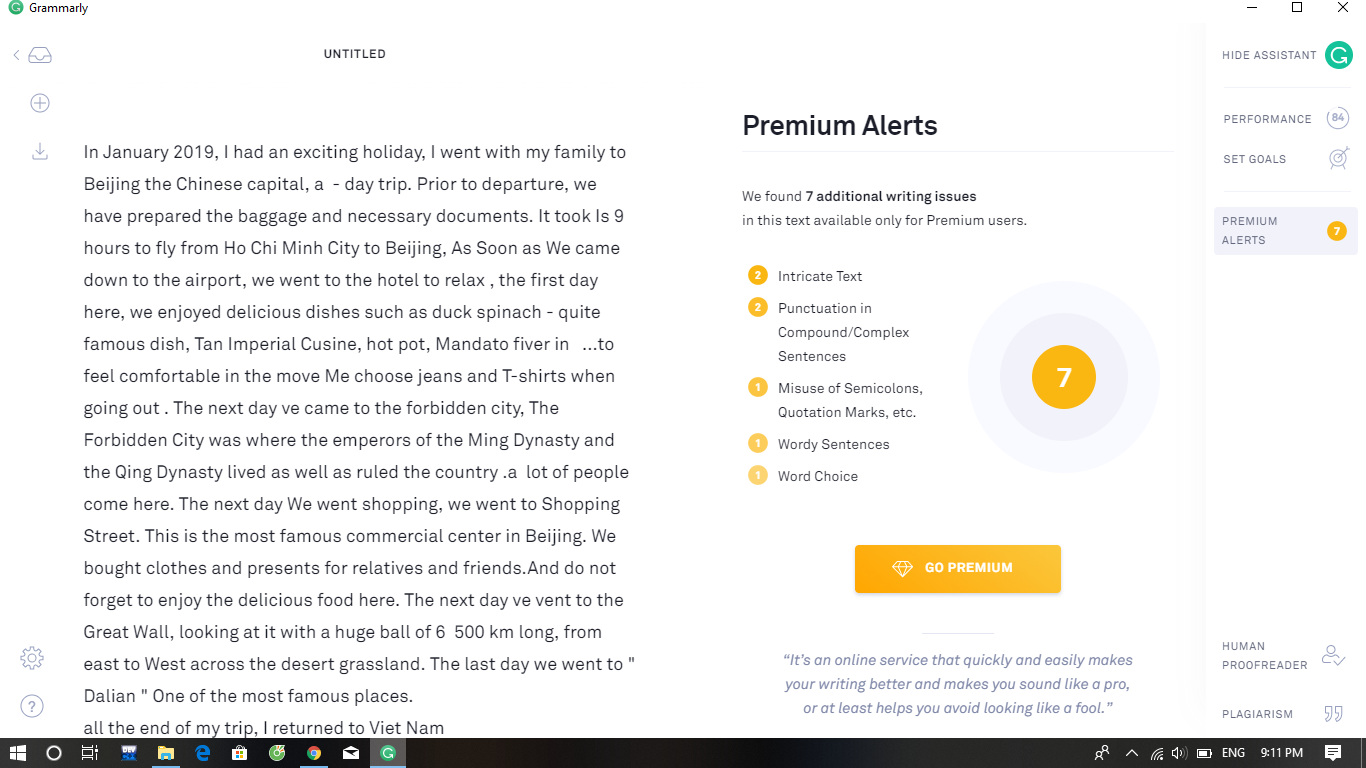 Grammarly
UNTITLED
In January 2019, I had an exciting holiday, I went with my family to
Beijing the Chinese capital, a  - day trip. Prior to departure, we
have prepared the baggage and necessary documents. It took Is 9
hours to fly from Ho Chi Minh City to Beijing, As Soon as We came
down to the airport, we went to the hotel to relax , the first day
here, we enjoyed delicious dishes such as duck spinach - quite
famous dish, Tan Imperial Cusine, hot pot, Mandato fiver in   ...to
feel comfortable in the move Me choose jeans and T-shirts when
going out . The next day ve came to the forbidden city, The
Forbidden City was where the emperors of the Ming Dynasty and
the Qing Dynasty lived as well as ruled the country .a  lot of people
come here. The next day We went shopping, we went to Shopping
Street. This is the most famous commercial center in Beijing. We
bought clothes and presents for relatives and friends.And do not
forget to enjoy the delicious food here. The next day ve vent to the
Great Wall, looking at it with a huge ball of 6  500 km long, from
east to West across the desert grassland. The last day we went to "
Dalian " One of the most famous places.
all the end of my trip, I returned to Viet Nam
Premium Alerts
We found 7 additional writing issues
in this text available only for Premium users.
2 Intricate Text
2 Punctuation in
Compound/Complex
Sentences
1 Misuse of Semicolons,
Quotation Marks, etc.
1 Wordy Sentences
1 Word Choice
7
GO PREMIUM
“It’s an online service that quickly and easily makes
your writing better and makes you sound like a pro,
or at least helps you avoid looking like a fool.”
HIDE ASSISTANT
PERFORMANCE 84
SET GOALS
PREMIUM
ALERTS 7
HUMAN
PROOFREADER
PLAGIARISM
ENG 9:11 PM